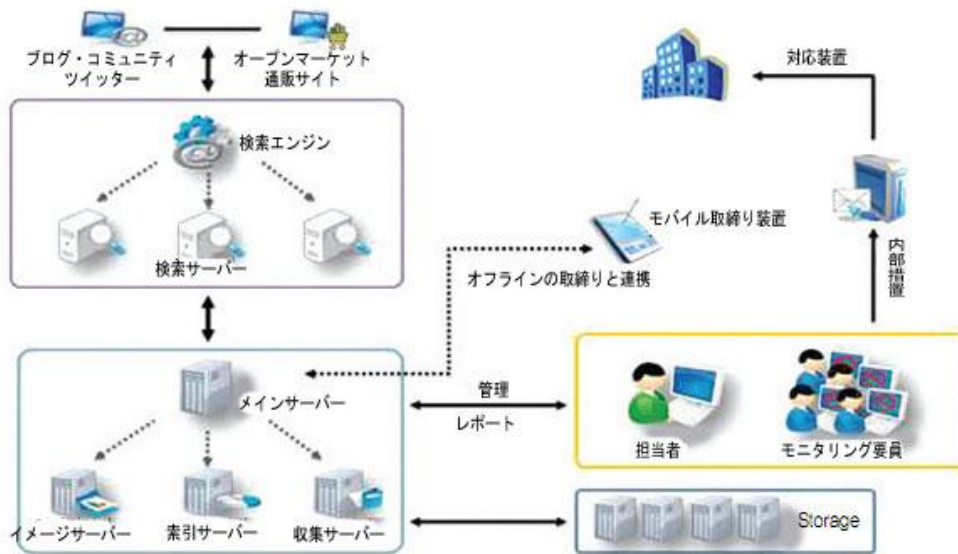 ブログ・コミュニティ
ツイッター
オープンマーケット
通販サイト
対応装置
検索エンジン
モバイル取締り装置
内部措置
検索サーバー
オフラインの取締りと連携
メインサーバー
管理
レポート
担当者
モニタリング要員
イメージサーバー
索引サーバー
収集サーバー
Storage